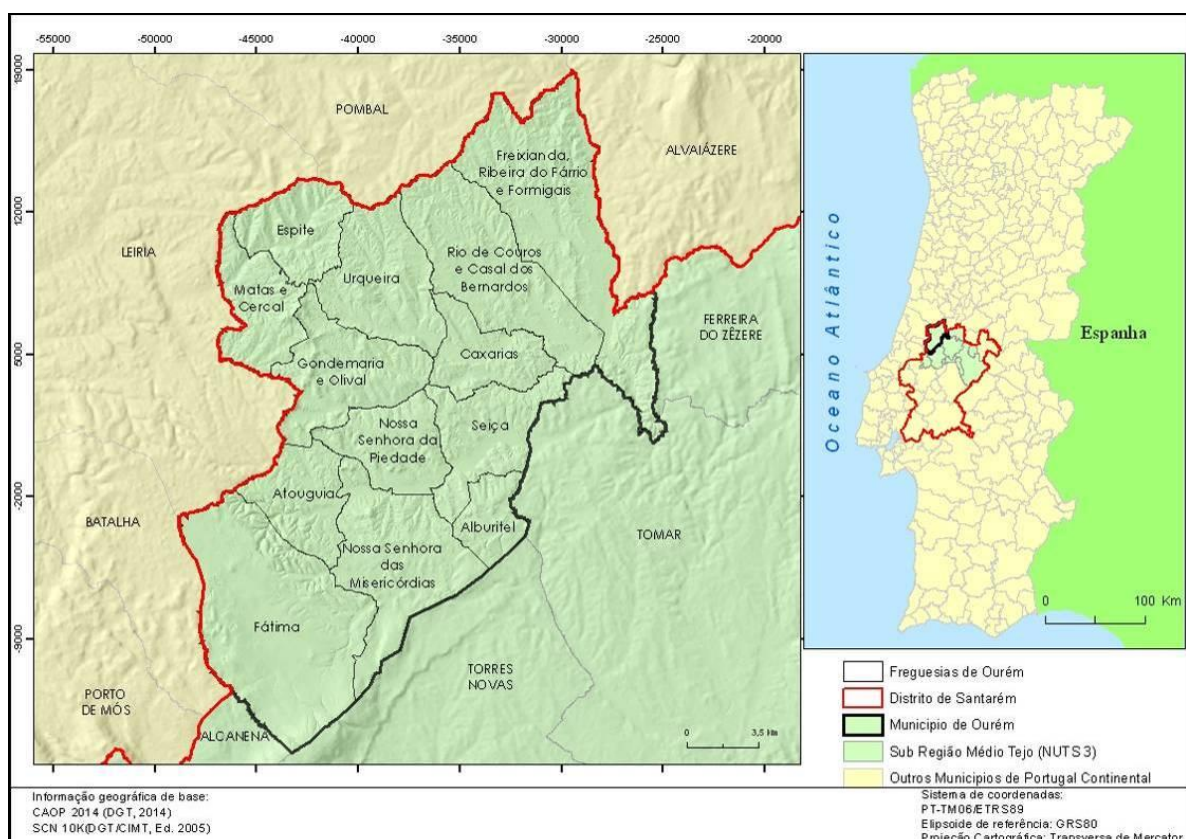 -55000 -50000 -45000 -40000 -35000 -30000 -25000 -20000
19000
12000
5000
-2000
-9000
POMBAL
ALVAIÁZERE
LEIRIA
BATALHA
PORTO
DE MÓS
ALCANENA
TORRES
NOVAS
TOMAR
FERREIRA
DO ZÊZERE
Freixianda,
Ribeira do Fárrio
e Formigais
Espite
Urqueira
Rio de Couros
e Casal dos
Bernardos
Matas e
Cercal
Gondemaria
e Olival
Caxarias
Nossa
Senhora da
Piedade
Seiça
Atouguia
Alburitel
Nossa Senhora
das
Misericórdias
Fátima
0 3,5 Km
Oceano Atlântico
Espanha
0 100 Km
Freguesias de Ourém
Distrito de Santarém
Municipio de Ourém
Sub Região Médio Tejo (NUTS 3)
Outros Municipios de Portugal Continental
Informação geográfica de base:
CAOP 2014 (DGT, 2014)
SCN 10K(DGT/CIMT, Ed. 2005)
Sistema de coordenadas:
PT-TM06/ETRS89
Elipsoide de referência: GRS80
Projeção Cartográfica: Transversa de Mercator